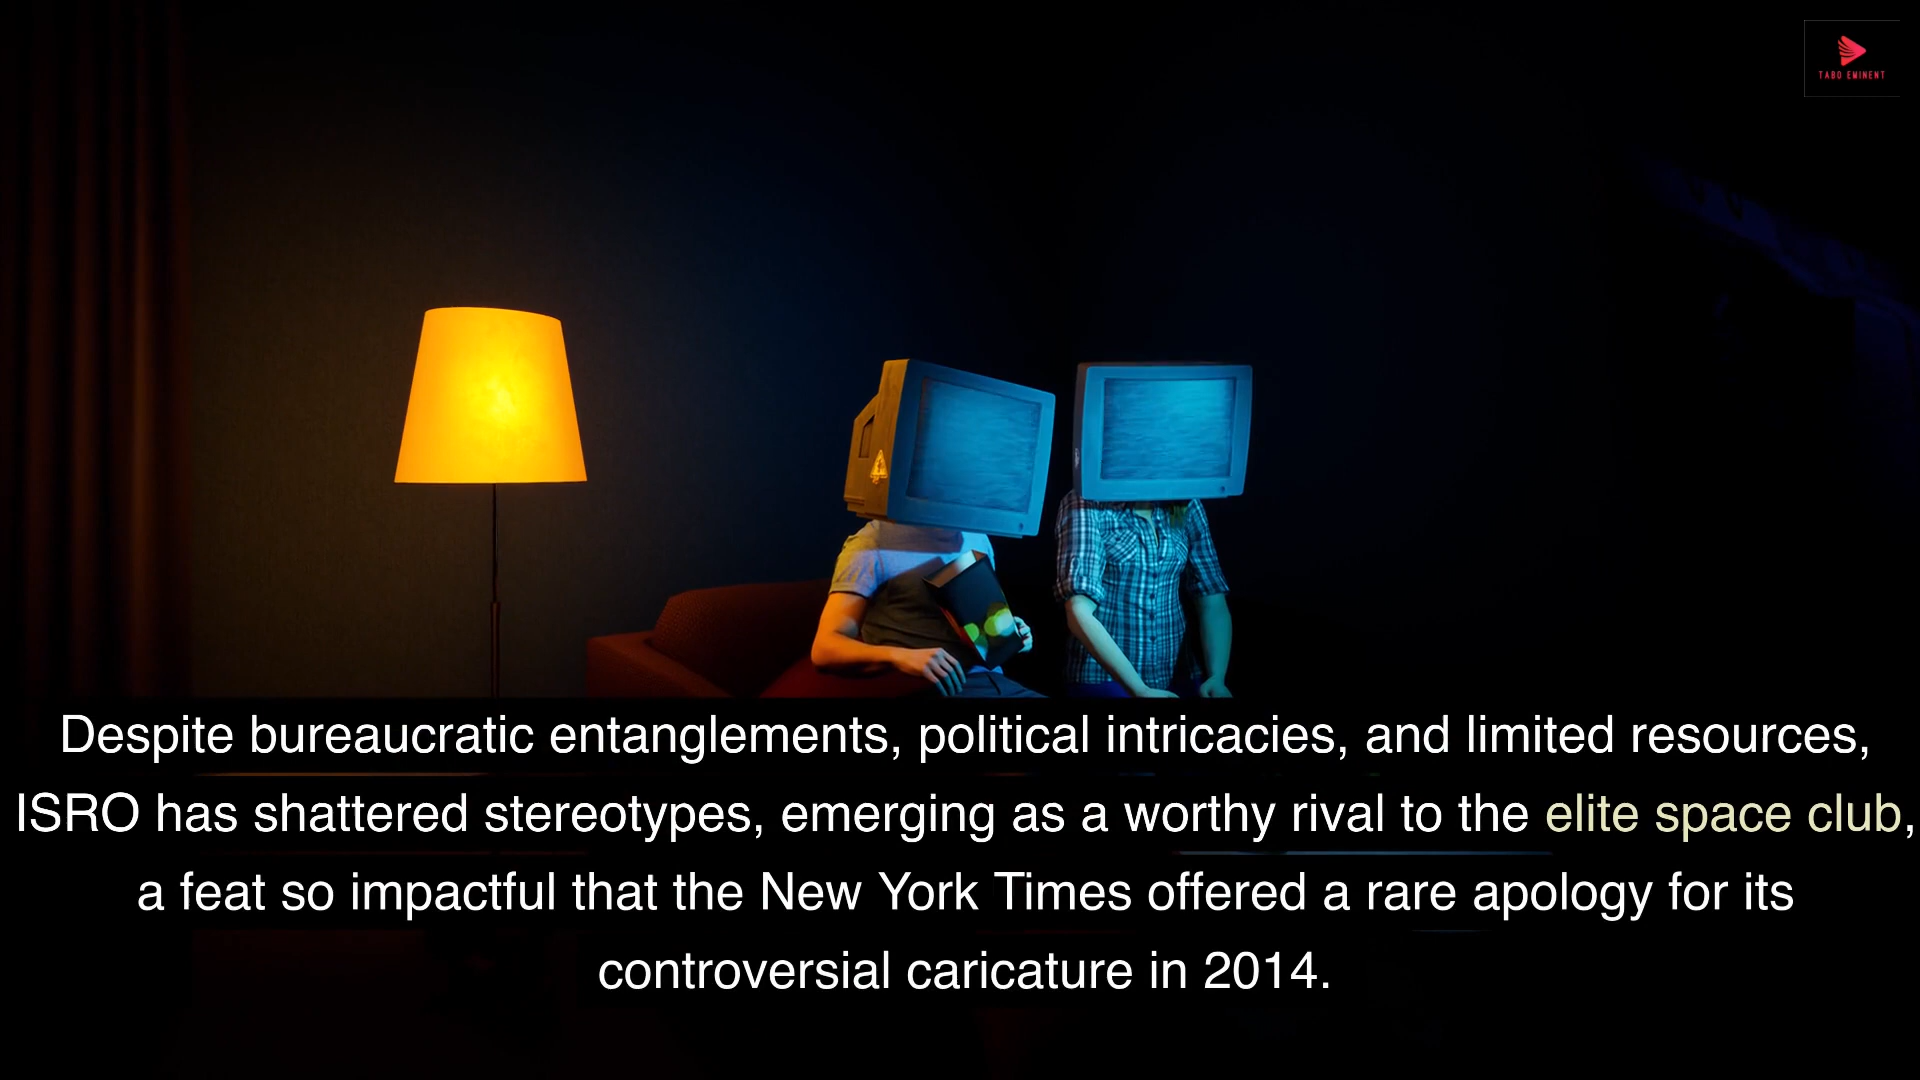 TABO EMINENT
Despite bureaucratic entanglements, political intricacies, and limited resources,
ISRO has shattered stereotypes, emerging as a worthy rival to the elite space club,
a feat so impactful that the New York Times offered a rare apology for its
controversial caricature in 2014.